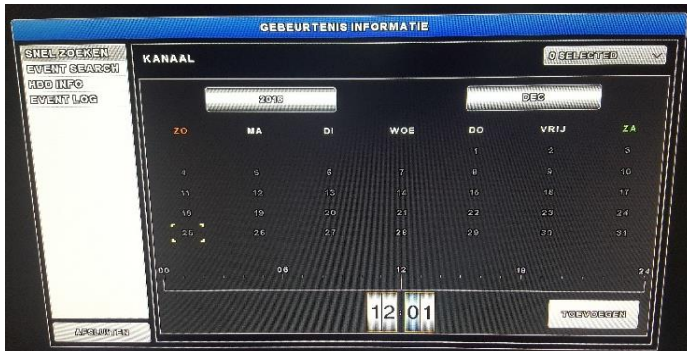 GEBEURTENIS INFORMATIE
SNEL ZOEKEN
EVENT SEARCH
HDD INFO
EVENT LOG
KANAAL
0 SELECTED
2016
DEC
ZO MA DI WOE DO VRIJ ZA
1 2 3
4 5 6 7 8 9 10
11 12 13 14 15 16 17
18 19 20 21 22 23 24
25 26 27 28 29 30 31
00 06 12 18 24
12 01
TOEVOEGEN
AFSLUITEN